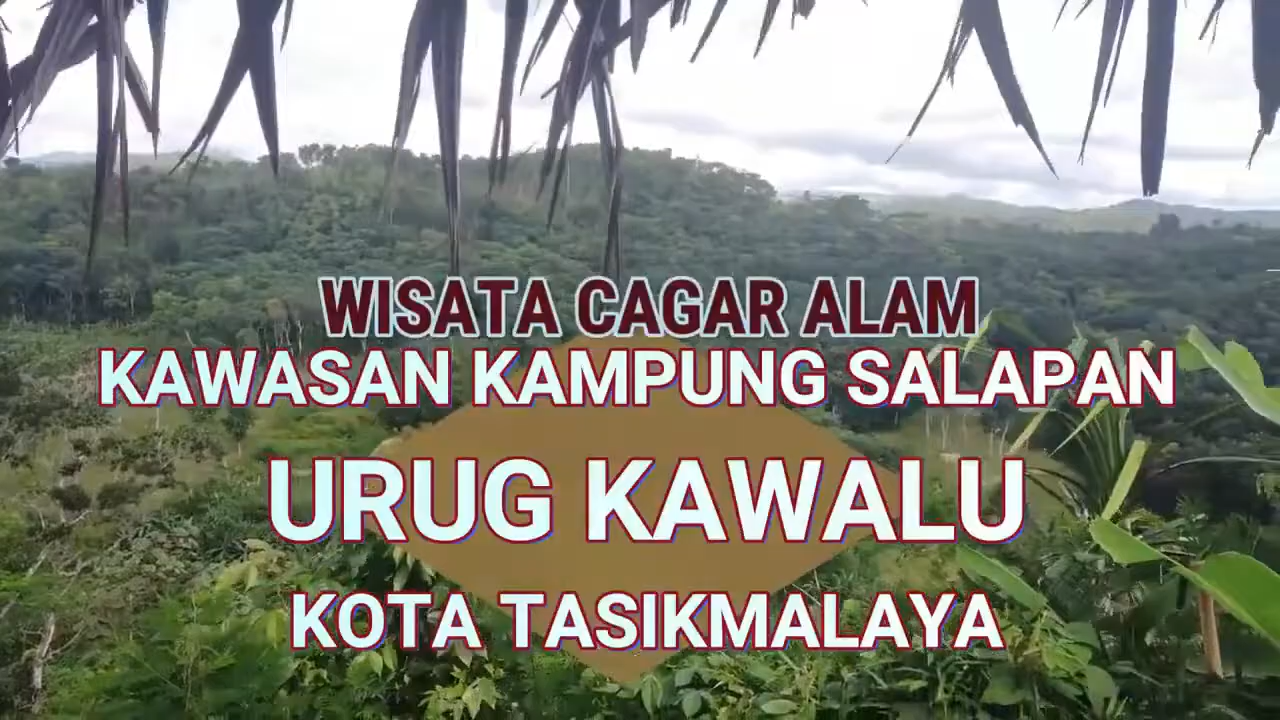 WISATA CAGAR ALAM
KAWASAN KAMPUNG SALAPAN
URUG KAWALU
KOTA TASIKMALAYA